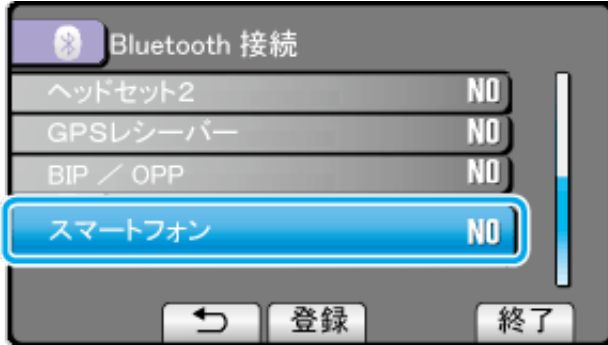 Bluetooth 接続
ヘッドセット2 NO
GPSレシーバー NO
BIP ／ OPP NO
スマートフォン NO
登録 終了